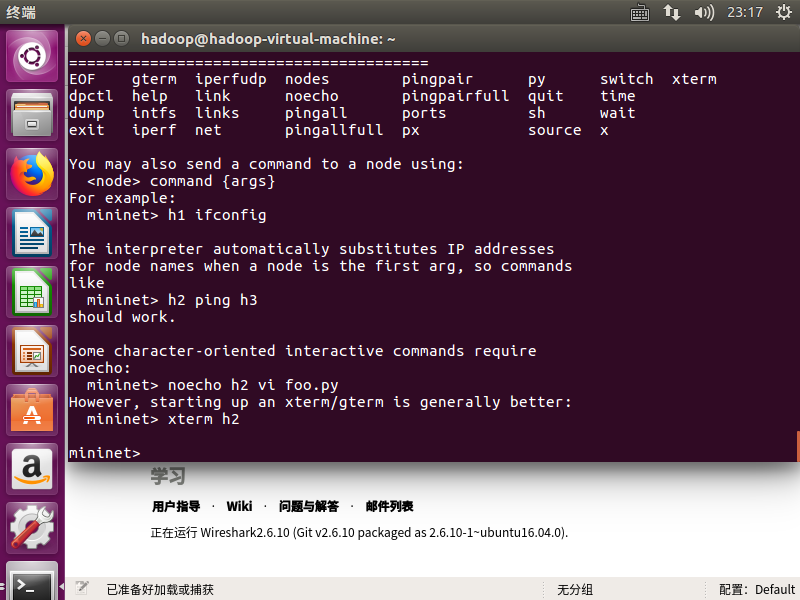 终端 23:17
hadoop@hadoop-virtual-machine: ~
========================================
EOF    gterm  iperfudp  nodes        pingpair      py      switch  xterm
dpctl  help   link      noecho       pingpairfull  quit    time
dump   intfs  links     pingall      ports         sh      wait
exit   iperf  net       pingallfull  px            source  x
You may also send a command to a node using:
  <node> command {args}
For example:
  mininet> h1 ifconfig
The interpreter automatically substitutes IP addresses
for node names when a node is the first arg, so commands
like
  mininet> h2 ping h3
should work.
Some character-oriented interactive commands require
noecho:
  mininet> noecho h2 vi foo.py
However, starting up an xterm/gterm is generally better:
  mininet> xterm h2
mininet>
学习
用户指导 · Wiki · 问题与解答 · 邮件列表
正在运行 Wireshark2.6.10 (Git v2.6.10 packaged as 2.6.10-1~ubuntu16.04.0).
已准备好加载或捕获 无分组 配置：Default